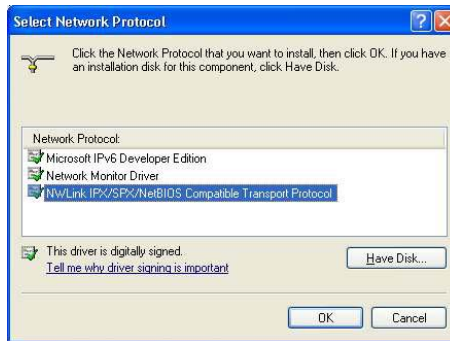 Select Network Protocol
Click the Network Protocol that you want to install, then click OK. If you have
an installation disk for this component, click Have Disk.
Network Protocol:
Microsoft IPv6 Developer Edition
Network Monitor Driver
NWLink IPX/SPX/NetBIOS Compatible Transport Protocol
This driver is digitally signed.
Tell me why driver signing is important
Have Disk...
OK
Cancel